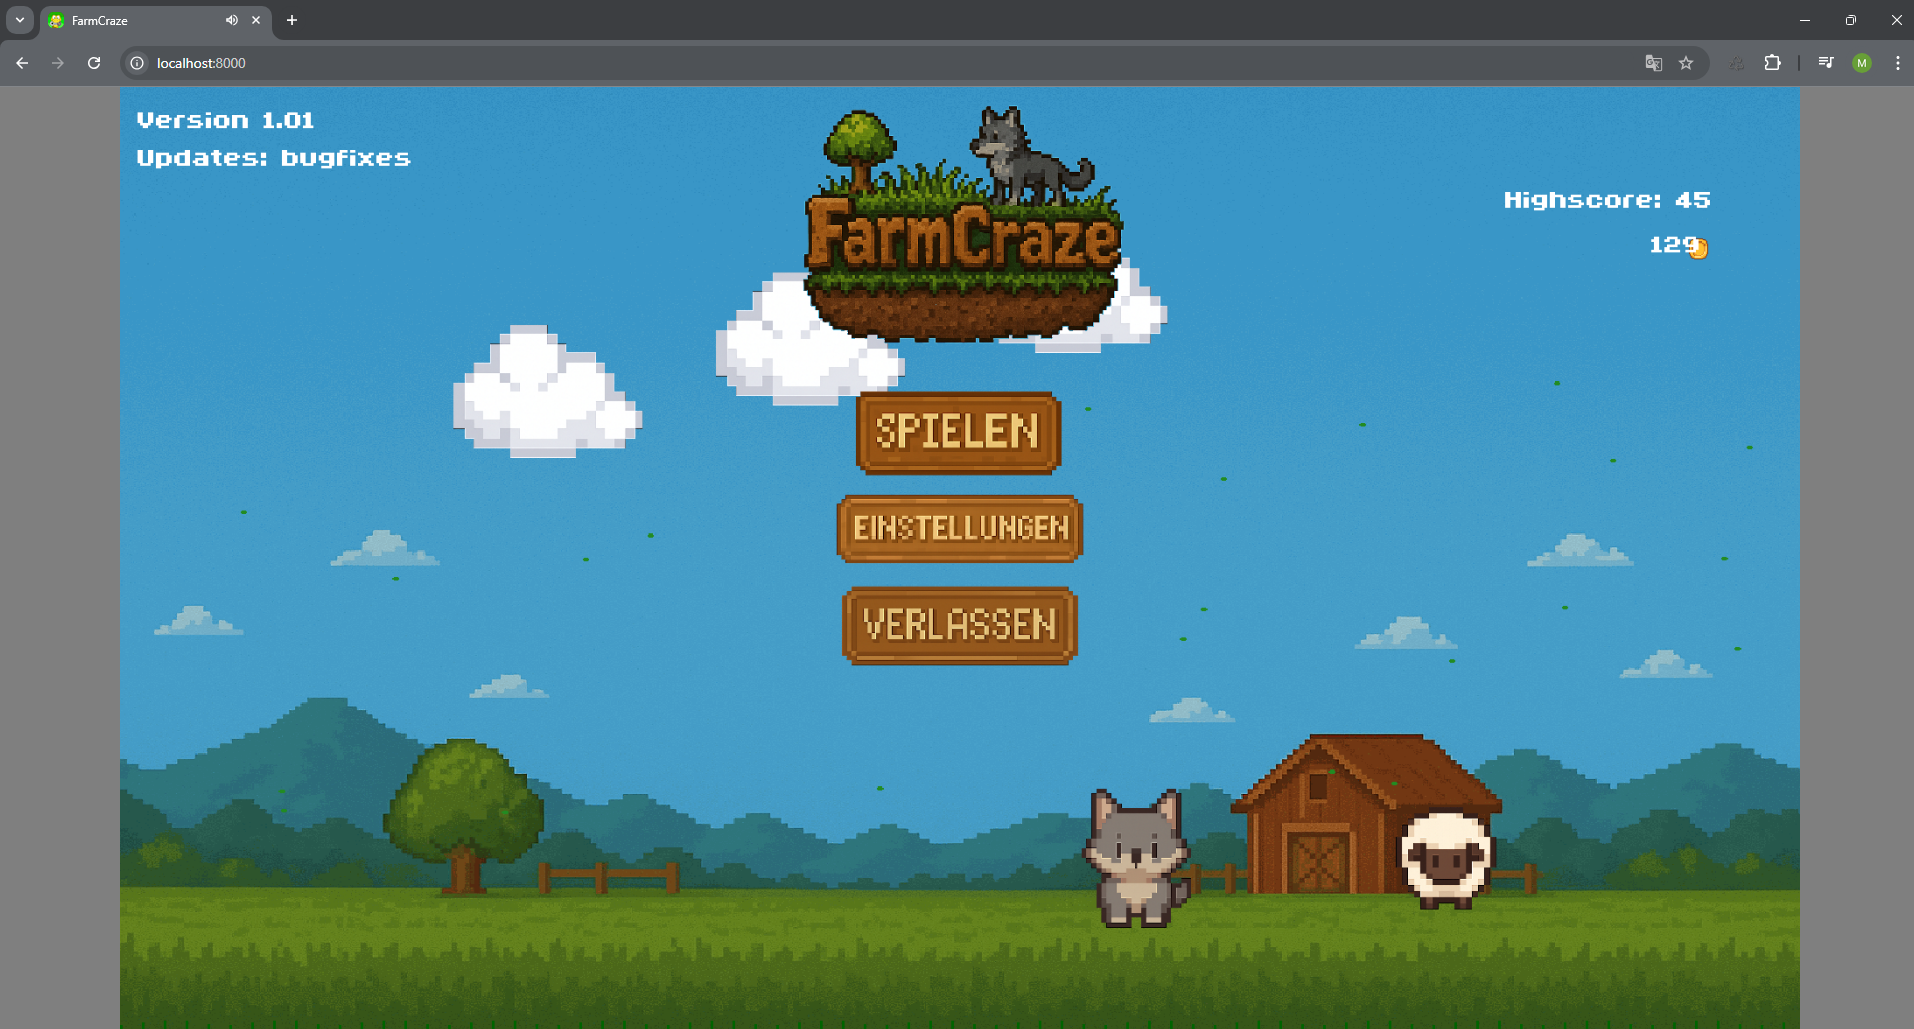 FarmCraze
localhost:8000
M
Version 1.01
Updates: bugfixes
FarmCraze
Highscore: 45
129
SPIELEN
EINSTELLUNGEN
VERLASSEN